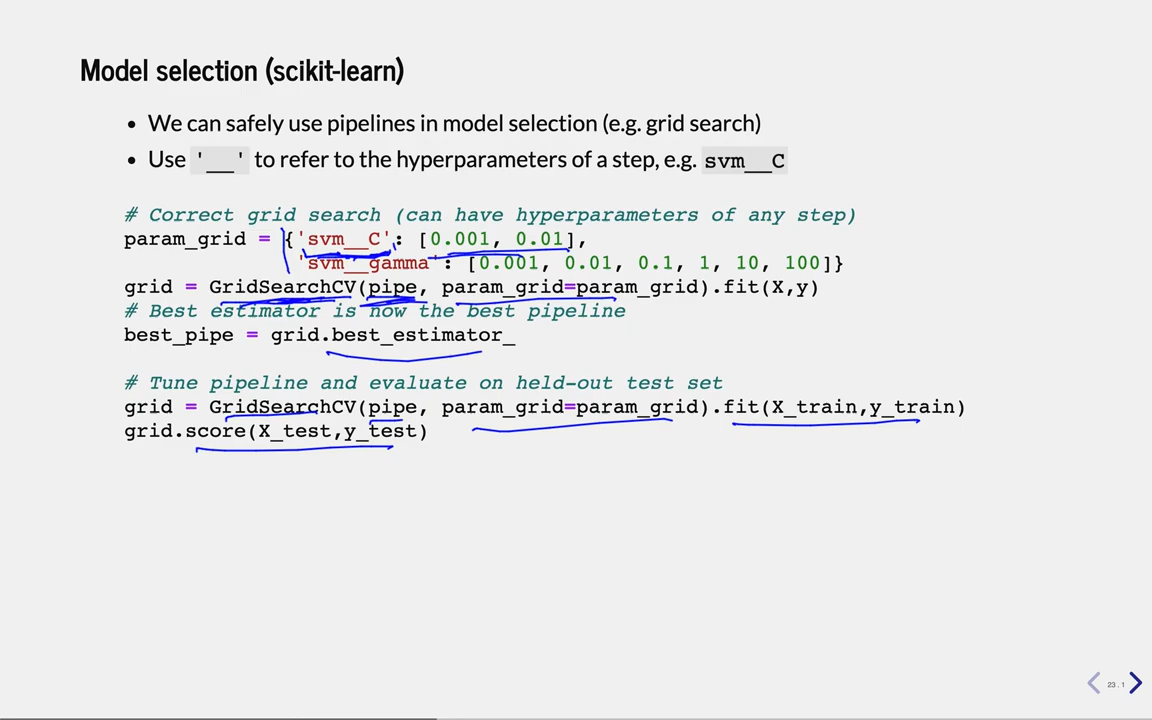 Model selection (scikit-learn)
• We can safely use pipelines in model selection (e.g. grid search)
• Use '__' to refer to the hyperparameters of a step, e.g. svm__C
# Correct grid search (can have hyperparameters of any step)
param_grid = {'svm__C': [0.001, 0.01],
'svm__gamma': [0.001, 0.01, 0.1, 1, 10, 100]}
grid = GridSearchCV(pipe, param_grid=param_grid).fit(X,y)
# Best estimator is now the best pipeline
best_pipe = grid.best_estimator_
# Tune pipeline and evaluate on held-out test set
grid = GridSearchCV(pipe, param_grid=param_grid).fit(X_train,y_train)
grid.score(X_test,y_test)
23 . 1